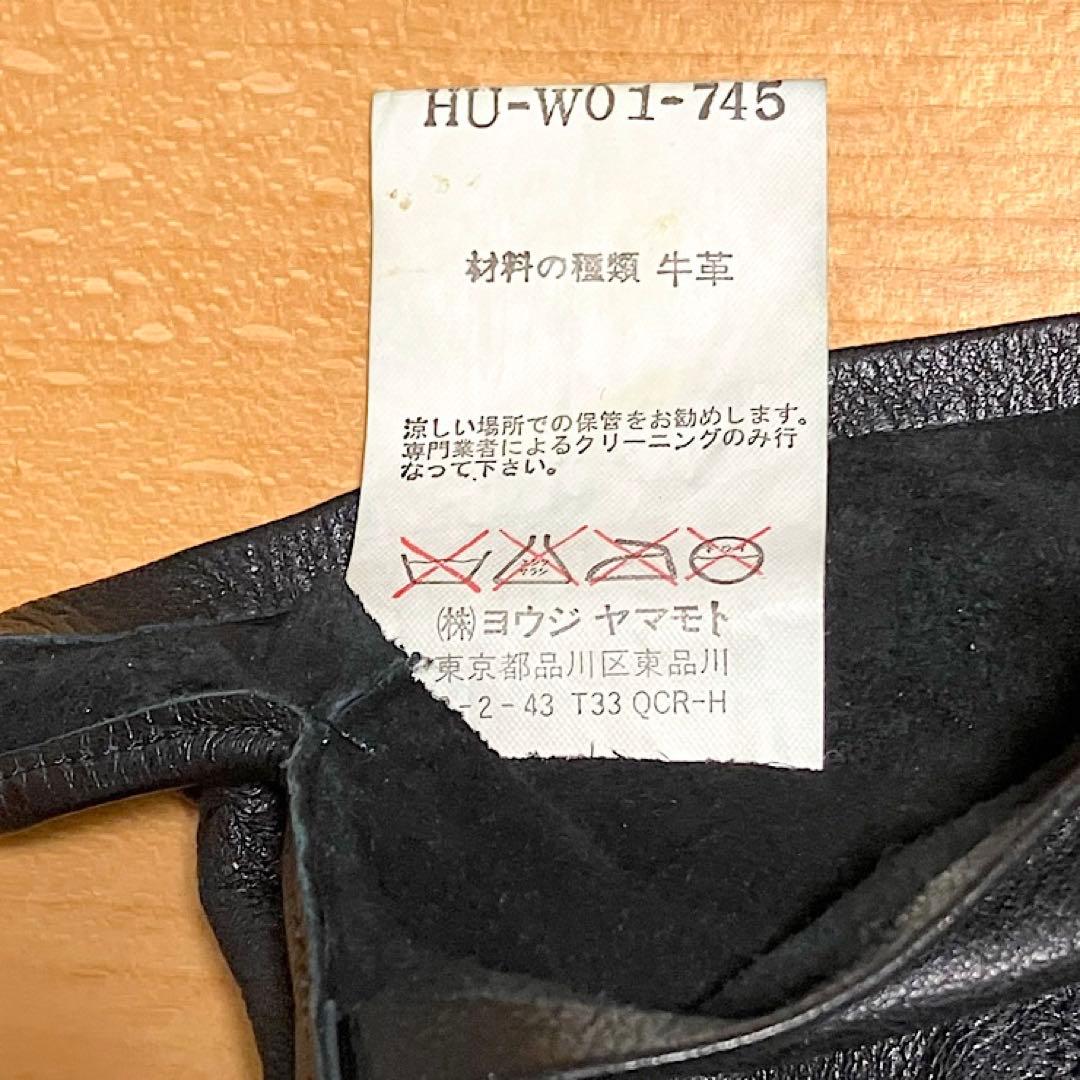 HU-W01-745
材料の種類 牛革
涼しい場所での保管をお勧めします。
専門業者によるクリーニングのみ行
なって下さい。
㈱ヨウジ ヤマモト
東京都品川区東品川
-2-43 T33 QCR-H